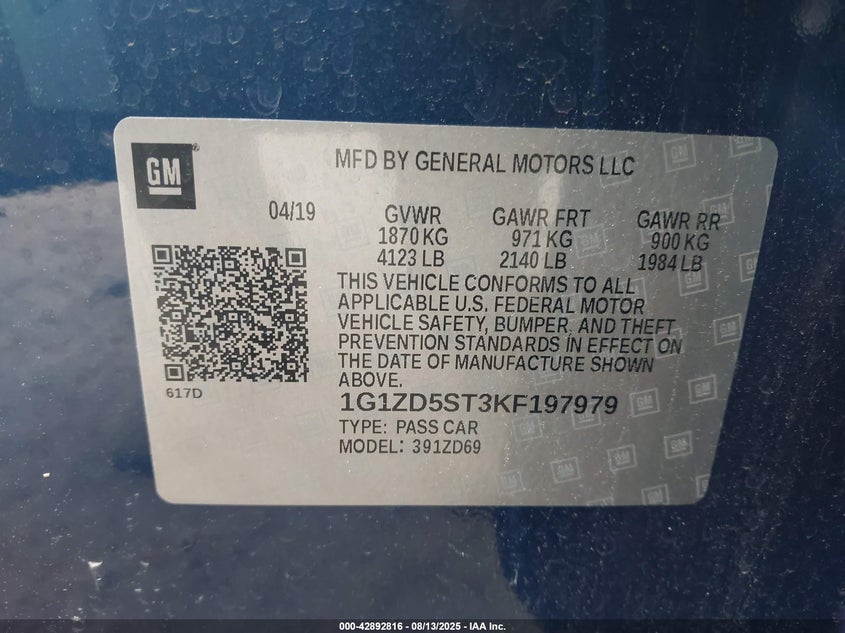 GM
MFD BY GENERAL MOTORS LLC
04/19
GVWR
1870 KG
4123 LB
GAWR FRT
971 KG
2140 LB
GAWR RR
900 KG
1984 LB
THIS VEHICLE CONFORMS TO ALL
APPLICABLE U.S. FEDERAL MOTOR
VEHICLE SAFETY, BUMPER, AND THEFT
PREVENTION STANDARDS IN EFFECT ON
THE DATE OF MANUFACTURE SHOWN
ABOVE.
617D
1G1ZD5ST3KF197979
TYPE: PASS CAR
MODEL: 391ZD69
000-42892816 - 08/13/2025 - IAA Inc.